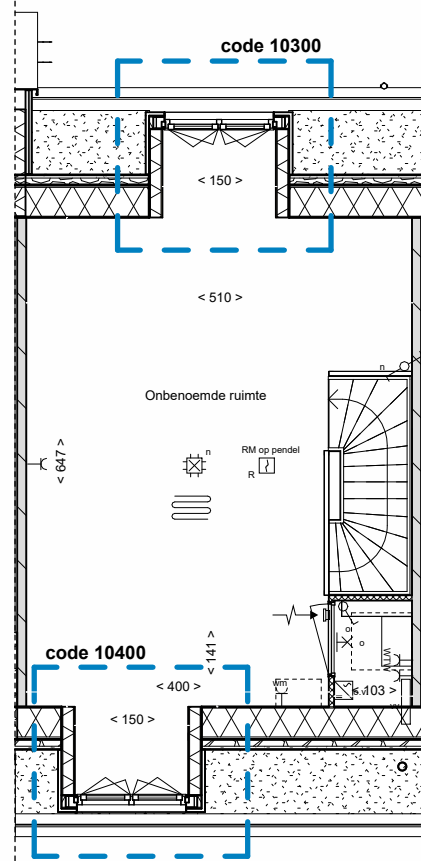 code 10300
< 150 >
< 510 >
n
Onbenoemde ruimte
RM op pendel
n
R
< 647 >
< 141 >
o
o
code 10400
wm
< 400 >
< 103 >
< 150 >